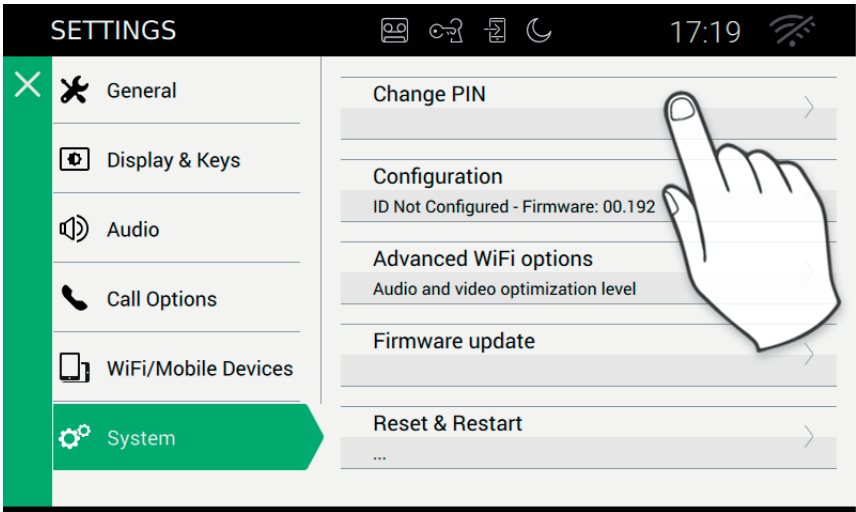 SETTINGS
17:19
General
Display & Keys
Audio
Call Options
WiFi/Mobile Devices
System
Change PIN
Configuration
ID Not Configured - Firmware: 00.192
Advanced WiFi options
Audio and video optimization level
Firmware update
Reset & Restart
...